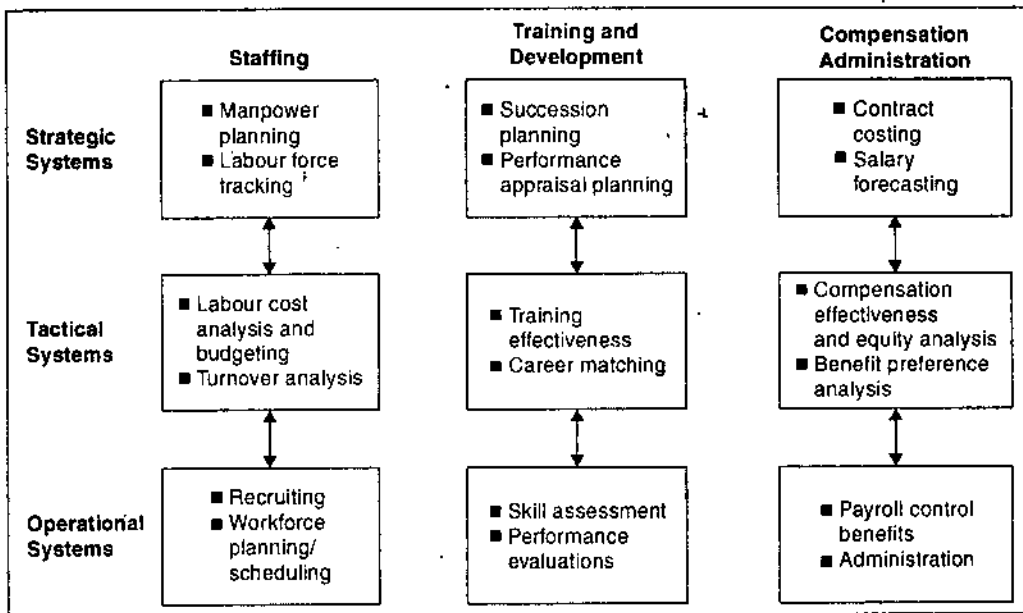 Staffing
Training and
Development
Compensation
Administration
Strategic
Systems
■ Manpower
planning
■ Labour force
tracking
■ Succession
planning
■ Performance
appraisal planning
■ Contract
costing
■ Salary
forecasting
Tactical
Systems
■ Labour cost
analysis and
budgeting
■ Turnover analysis
■ Training
effectiveness
■ Career matching
■ Compensation
effectiveness
and equity analysis
■ Benefit preference
analysis
Operational
Systems
■ Recruiting
■ Workforce
planning/
scheduling
■ Skill assessment
■ Performance
evaluations
■ Payroll control
benefits
■ Administration